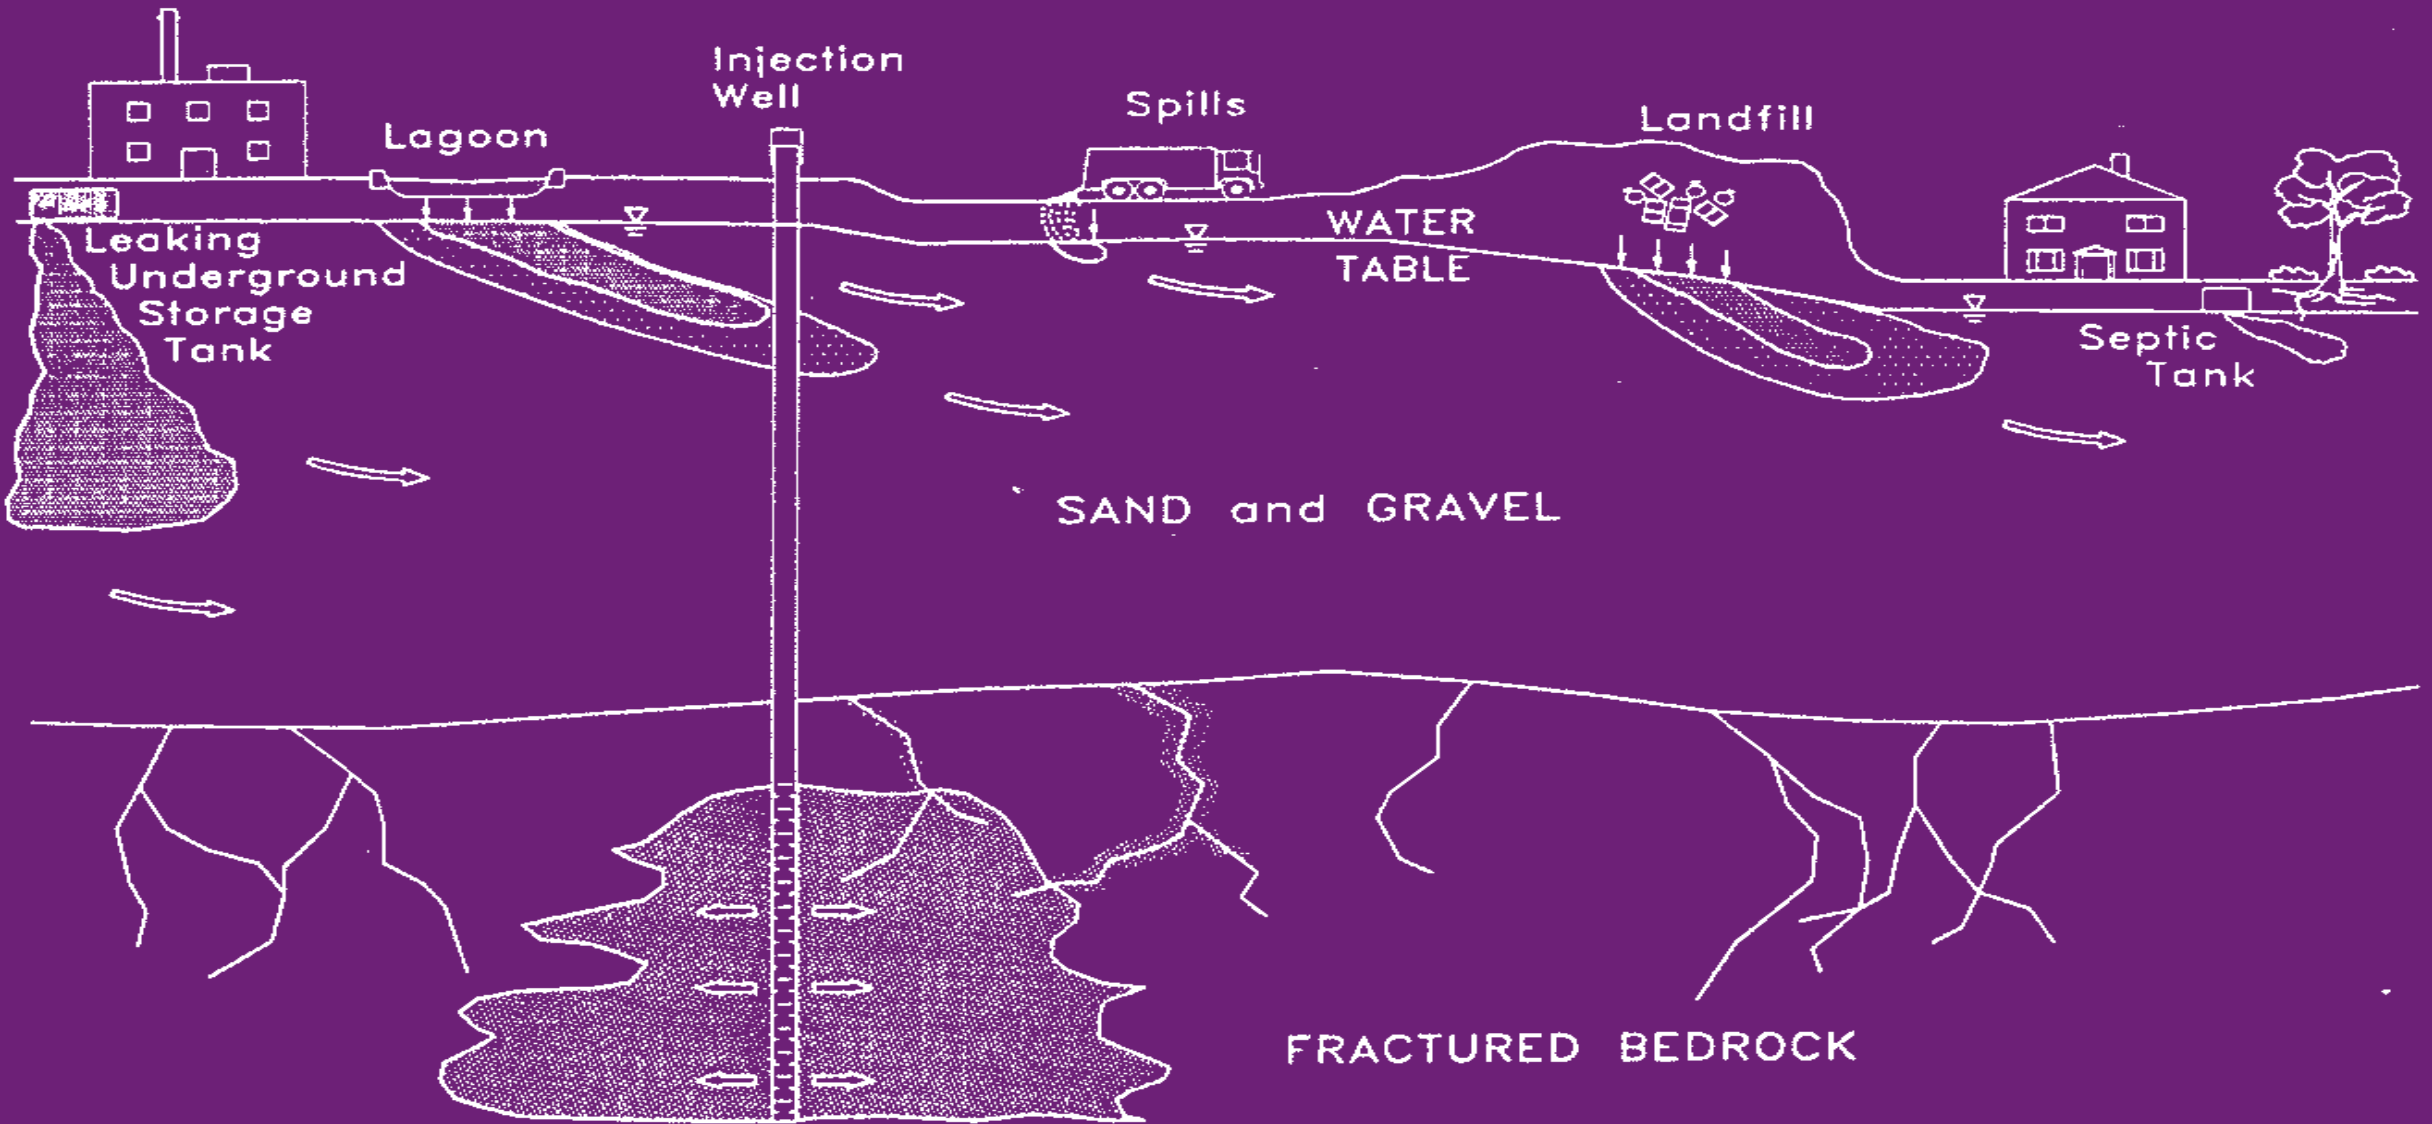 Injection
Well
Spills
Lagoon
Landfill
Leaking
Underground
Storage
Tank
WATER
TABLE
Septic
Tank
SAND and GRAVEL
FRACTURED BEDROCK